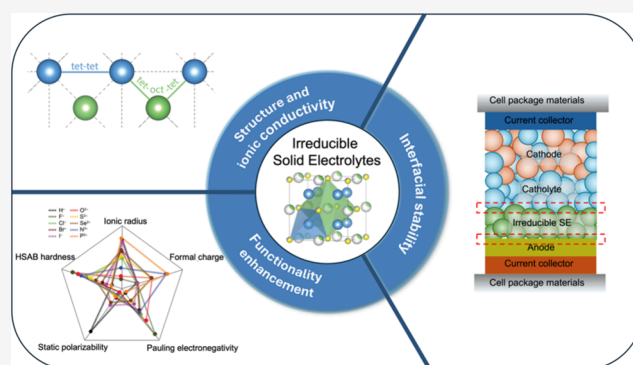 tet-tet
tet-oct-tet
Structure and
ionic conductivity
Irreducible
Solid Electrolytes
Interfacial stability
Functionality
enhancement
H⁻
F⁻
Cl⁻
Br⁻
I⁻
O²⁻
S²⁻
Se²⁻
N³⁻
P³⁻
Ionic radius
HSAB hardness
Formal charge
Static polarizability
Pauling electronegativity
Cell package materials
Current collector
Cathode
Catholyte
Irreducible SE
Anode
Current collector
Cell package materials